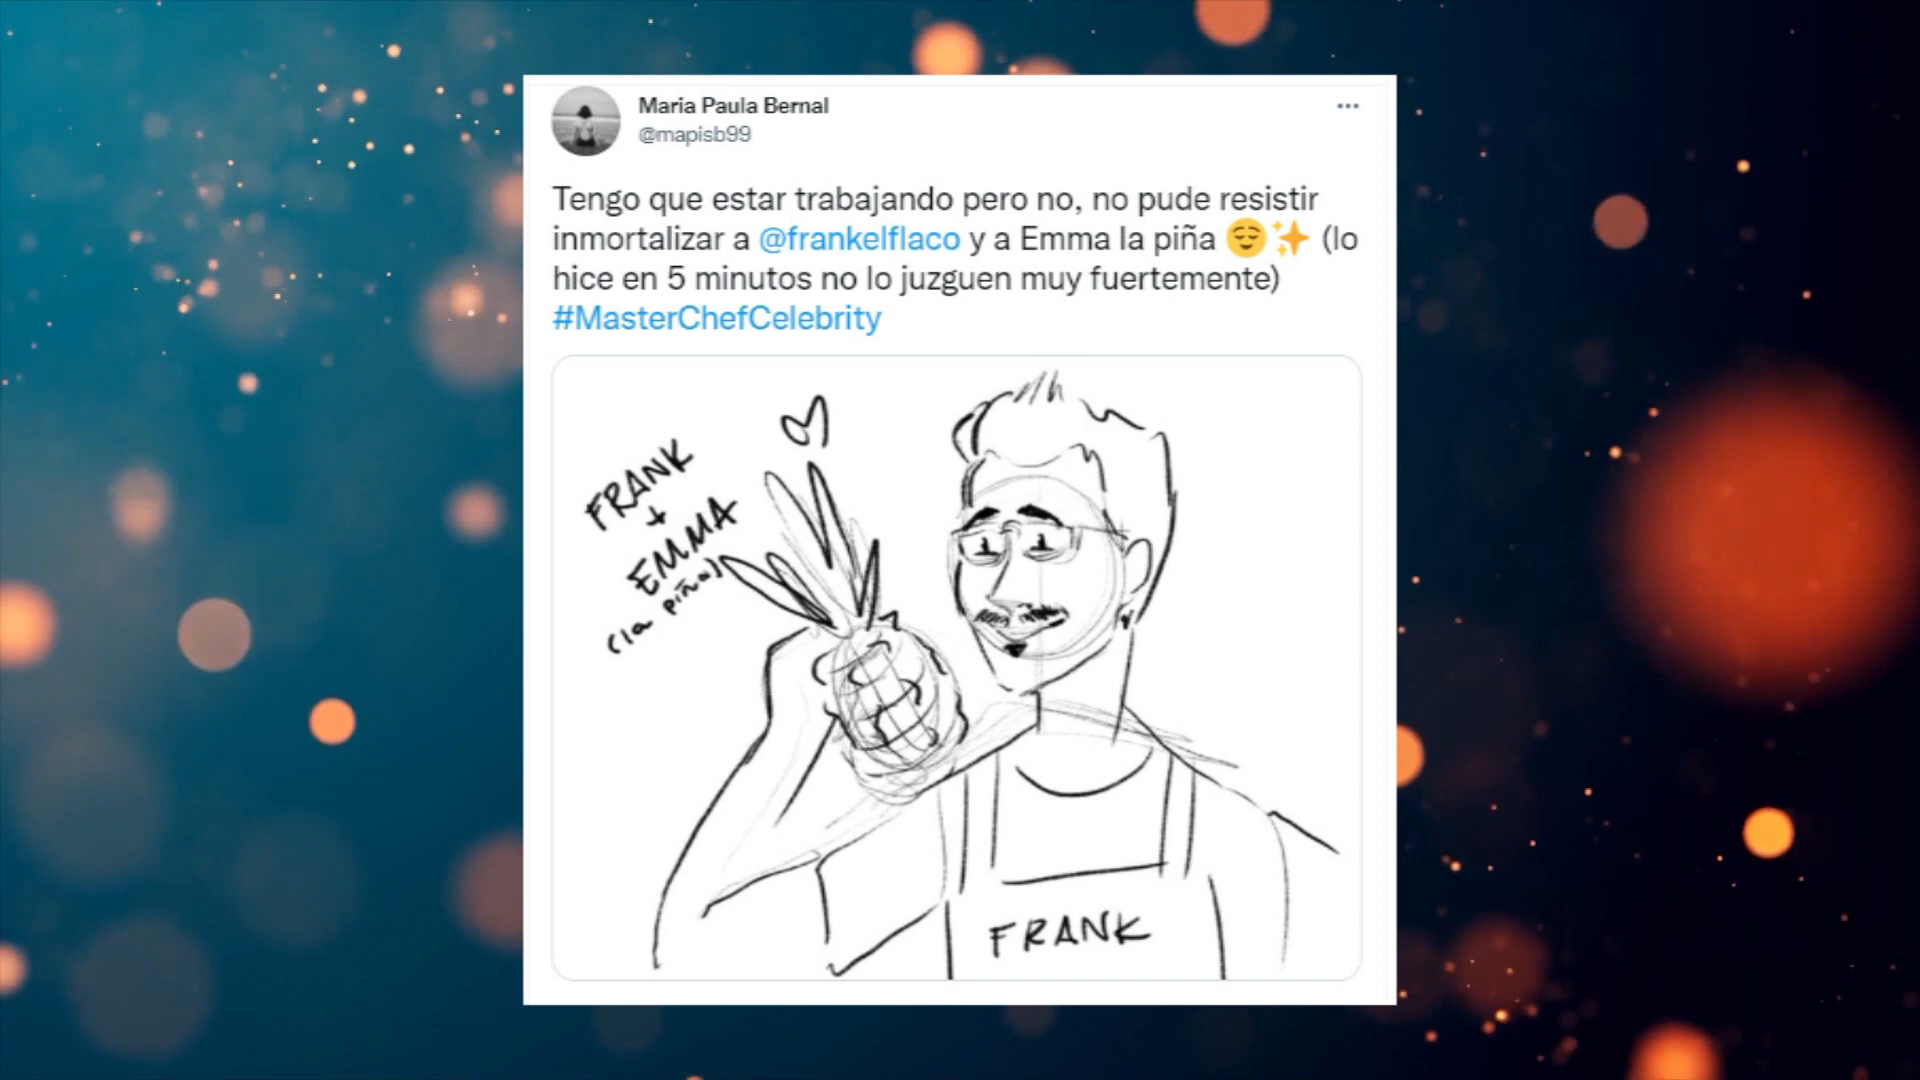 Maria Paula Bernal
@mapisb99
Tengo que estar trabajando pero no, no pude resistir
inmortalizar a @frankelflaco y a Emma la piña 😌✨ (lo
hice en 5 minutos no lo juzguen muy fuertemente)
#MasterChefCelebrity
FRANK
+
EMMA
(la piña)
FRANK